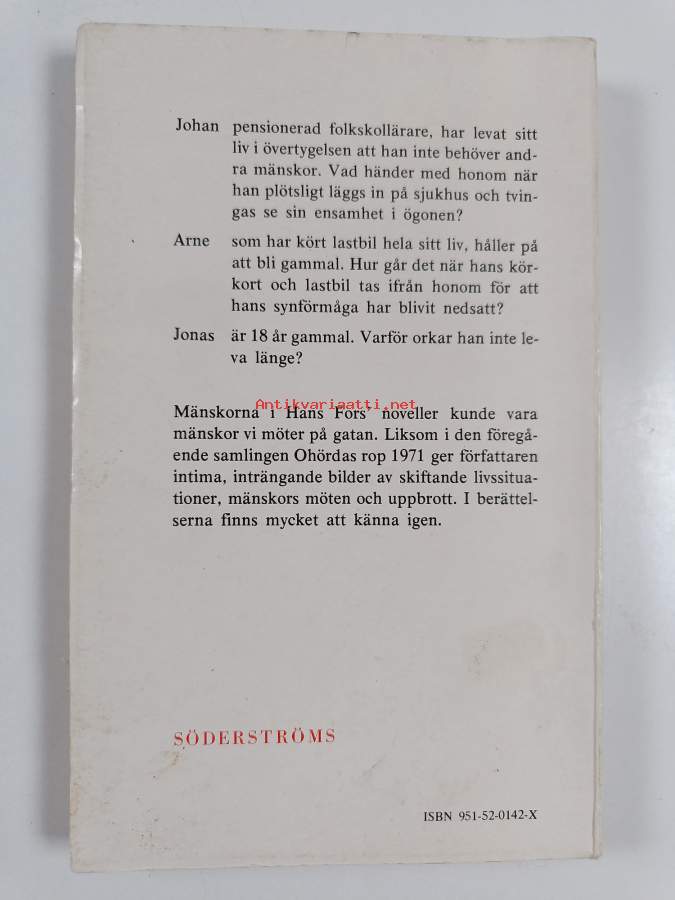 Johan pensionerad folkskollärare, har levat sitt
liv i övertygelsen att han inte behöver and-
ra mänskor. Vad händer med honom när
han plötsligt läggs in på sjukhus och tvin-
gas se sin ensamhet i ögonen?
Arne som har kört lastbil hela sitt liv, håller på
att bli gammal. Hur går det när hans kör-
kort och lastbil tas ifrån honom för att
hans synförmåga har blivit nedsatt?
Jonas är 18 år gammal. Varför orkar han inte le-
va länge?
Antikvariaatti.net
Mänskorna i Hans Fors' noveller kunde vara
mänskor vi möter på gatan. Liksom i den föregå-
ende samlingen Ohördas rop 1971 ger författaren
intima, inträngande bilder av skiftande livssitua-
tioner, mänskors möten och uppbrott. I berättel-
serna finns mycket att känna igen.
SÖDERSTRÖMS
ISBN 951-52-0142-X